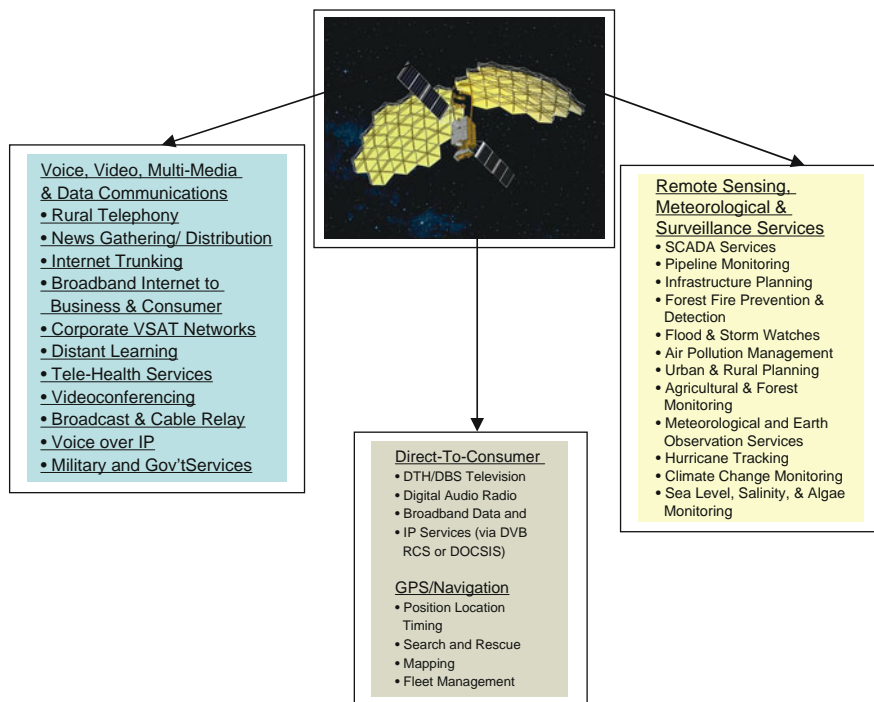 Voice, Video, Multi-Media
& Data Communications
• Rural Telephony
• News Gathering/ Distribution
• Internet Trunking
• Broadband Internet to
Business & Consumer
• Corporate VSAT Networks
• Distant Learning
• Tele-Health Services
• Videoconferencing
• Broadcast & Cable Relay
• Voice over IP
• Military and Gov'tServices
Direct-To-Consumer
• DTH/DBS Television
• Digital Audio Radio
• Broadband Data and
• IP Services (via DVB
RCS or DOCSIS)
GPS/Navigation
• Position Location
Timing
• Search and Rescue
• Mapping
• Fleet Management
Remote Sensing,
Meteorological &
Surveillance Services
• SCADA Services
• Pipeline Monitoring
• Infrastructure Planning
• Forest Fire Prevention &
Detection
• Flood & Storm Watches
• Air Pollution Management
• Urban & Rural Planning
• Agricultural & Forest
Monitoring
• Meteorological and Earth
Observation Services
• Hurricane Tracking
• Climate Change Monitoring
• Sea Level, Salinity, & Algae
Monitoring